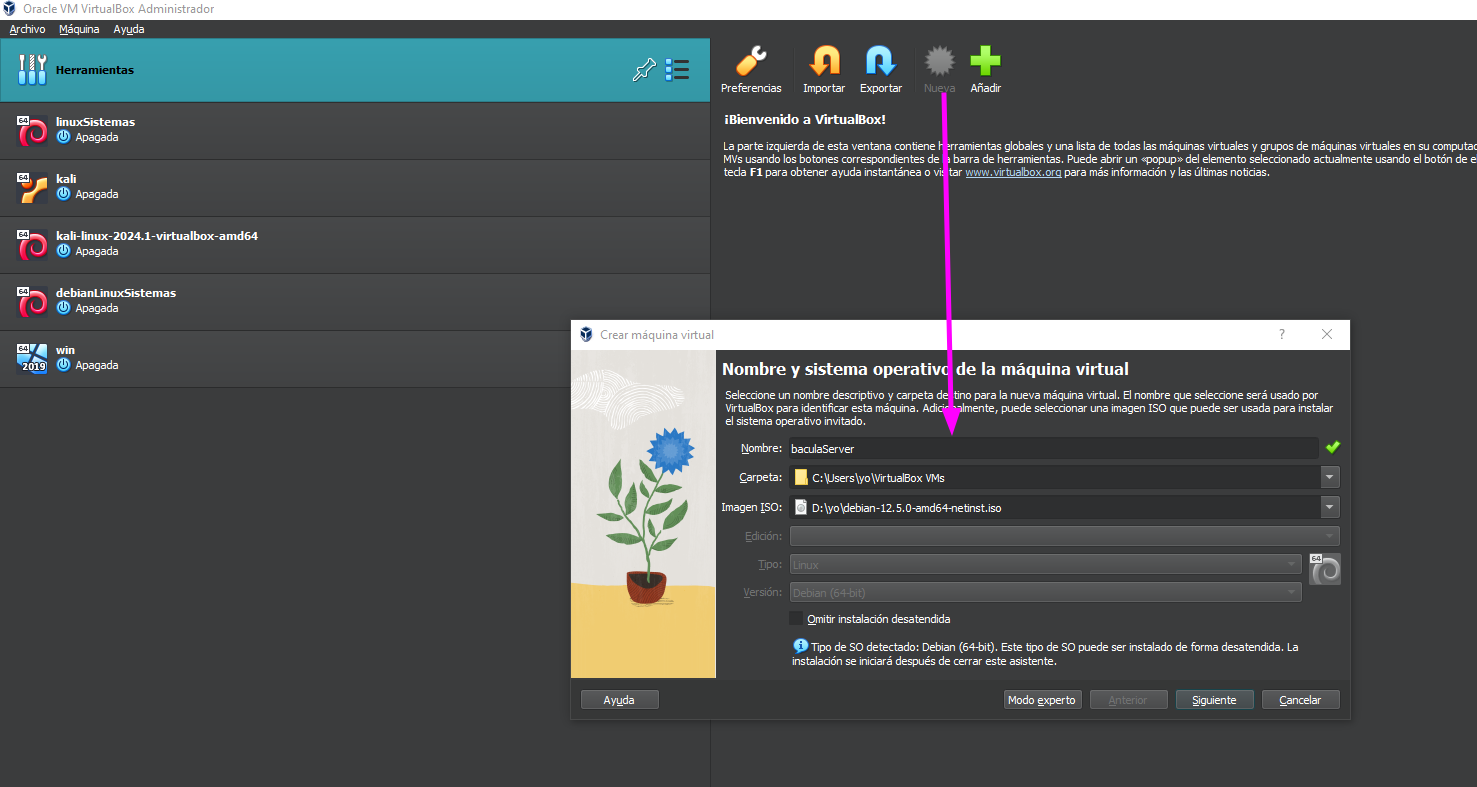 Oracle VM VirtualBox Administrador
Archivo Máquina Ayuda
Herramientas
Preferencias Importar Exportar Nueva Añadir
64
linuxSistemas
Apagada
64
kali
Apagada
64
kali-linux-2024.1-virtualbox-amd64
Apagada
64
debianLinuxSistemas
Apagada
64
2019
win
Apagada
¡Bienvenido a VirtualBox!
La parte izquierda de esta ventana contiene herramientas globales y una lista de todas las máquinas virtuales y grupos de máquinas virtuales en su computa
MVs usando los botones correspondientes de la barra de herramientas. Puede abrir un «popup» del elemento seleccionado actualmente usando el botón de e
tecla F1 para obtener ayuda instantánea o visitar www.virtualbox.org para más información y las últimas noticias.
Crear máquina virtual ?
Nombre y sistema operativo de la máquina virtual
Seleccione un nombre descriptivo y carpeta destino para la nueva máquina virtual. El nombre que seleccione será usado por
VirtualBox para identificar esta máquina. Adicionalmente, puede seleccionar una imagen ISO que puede ser usada para instalar
el sistema operativo invitado.
Nombre: baculaServer
Carpeta: C:\Users\yo\VirtualBox VMs
Imagen ISO: D:\yo\debian-12.5.0-amd64-netinst.iso
Edición:
Tipo: Linux
64
Versión: Debian (64-bit)
Omitir instalación desatendida
Tipo de SO detectado: Debian (64-bit). Este tipo de SO puede ser instalado de forma desatendida. La
instalación se iniciará después de cerrar este asistente.
Ayuda Modo experto Anterior Siguiente Cancelar